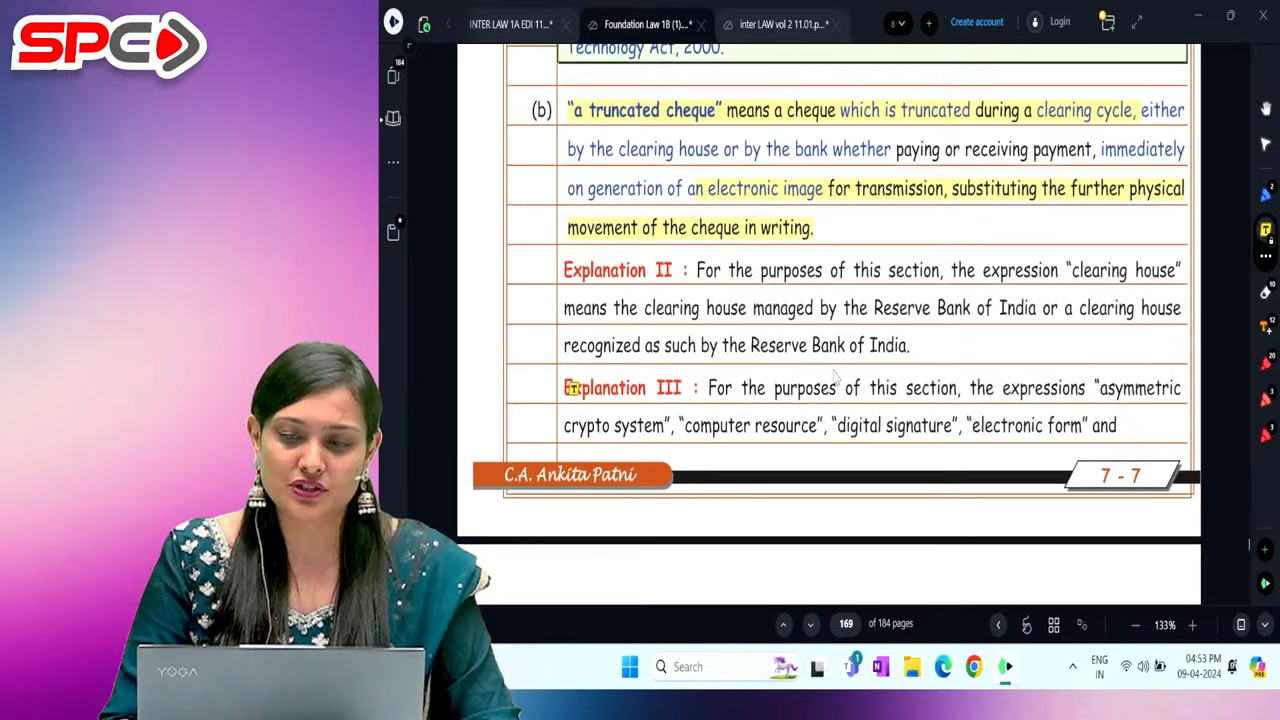 SPC
INTER LAW 1A EDI 11...*
Foundation Law 1B (1)... *
inter LAW vol 2 11.01.p... *
8
Create account
Login
184
Technology Act, 2000.
(b) “a truncated cheque” means a cheque which is truncated during a clearing cycle, either
by the clearing house or by the bank whether paying or receiving payment, immediately
on generation of an electronic image for transmission, substituting the further physical
movement of the cheque in writing.
Explanation II : For the purposes of this section, the expression “clearing house”
means the clearing house managed by the Reserve Bank of India or a clearing house
recognized as such by the Reserve Bank of India.
Explanation III : For the purposes of this section, the expressions “asymmetric
crypto system”, “computer resource”, “digital signature”, “electronic form” and
C.A. Ankita Patni
7 - 7
169 of 184 pages
133%
YOGA
Search
ENG
IN
04:53 PM
09-04-2024